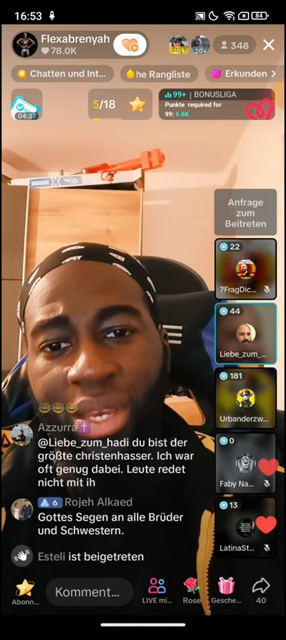 16:53
84
Flexabrenyah
78.0K
348
Chatten und Int...
he Rangliste
Erkunden
04:37
5/18
99+ | BONUSLIGA
Punkte required for
99: 6.6K
Anfrage
zum
Beitreten
22
?FragDic...
44
Liebe_zum_...
181
Urbanderzw...
0
Faby Na...
13
LatinaSt...
Azzurra
@Liebe_zum_hadi du bist der
größte christenhasser. Ich war
oft genug dabei. Leute redet
nicht mit ih
6 Rojeh Alkaed
Gottes Segen an alle Brüder
und Schwestern.
Esteli ist beigetreten
Abonn...
Komment...
LIVE mi...
Rose
Gesche...
40